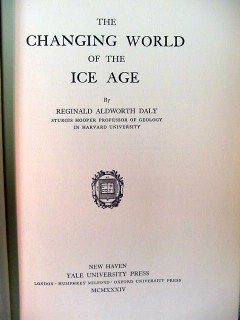 THE
CHANGING WORLD
OF THE
ICE AGE
By
REGINALD ALDWORTH DALY
STURGIS HOOPER PROFESSOR OF GEOLOGY
IN HARVARD UNIVERSITY
NEW HAVEN
YALE UNIVERSITY PRESS
LONDON · HUMPHREY MILFORD · OXFORD UNIVERSITY PRESS
MCMXXXIV